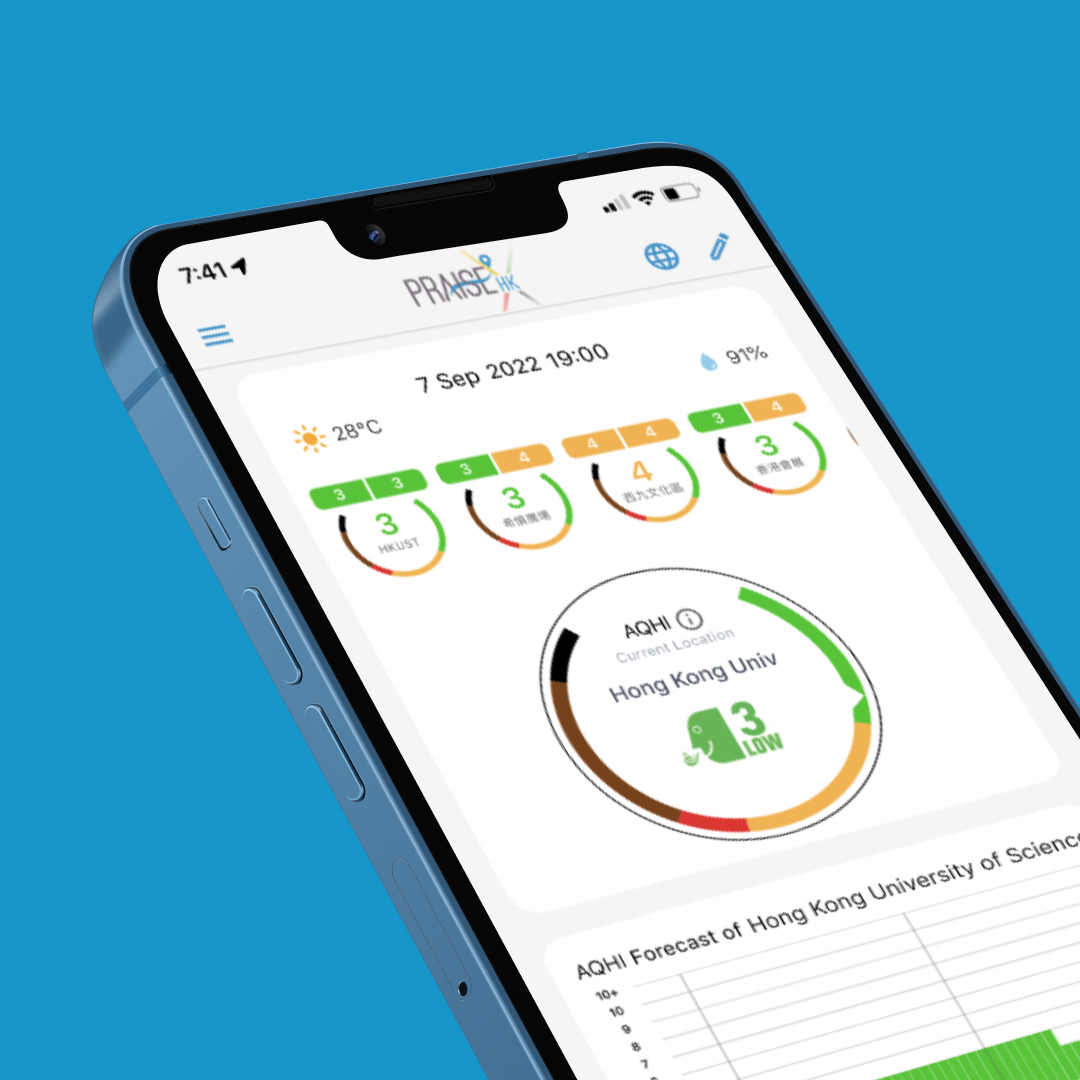 7:41
PRAISE HK
7 Sep 2022 19:00
28°C
91%
3 3
3
HKUST
3 4
3
希慎廣場
4 4
4
西九文化區
3 4
3
香港會展
AQHI
Current Location
Hong Kong Univ
3
LOW
AQHI Forecast of Hong Kong University of Science
10+
10
9
8
7